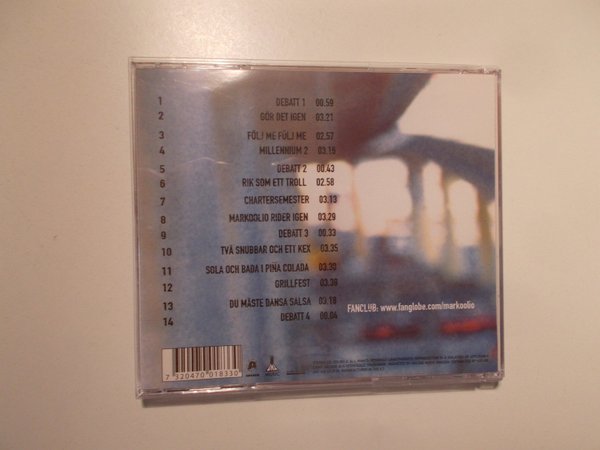 1 DEBATT 1 00.59
2 GÖR DET IGEN 03.21
3 FÖLJ ME FÖLJ ME 02.57
4 MILLENNIUM 2 03.16
5 DEBATT 2 00.43
6 RIK SOM ETT TROLL 02.58
7 CHARTERSEMESTER 03.13
8 MARKOOLIO RIDER IGEN 03.29
9 DEBATT 3 00.33
10 TVÅ SNUBBAR OCH ETT KEX 03.35
11 SOLA OCH BADA I PIÑA COLADA 03.30
12 GRILLFEST 03.36
13 DU MÅSTE DANSA SALSA 03.18
FANCLUB: www.fanglobe.com/markoolio
14 DEBATT 4 00.04
7 320470 018330